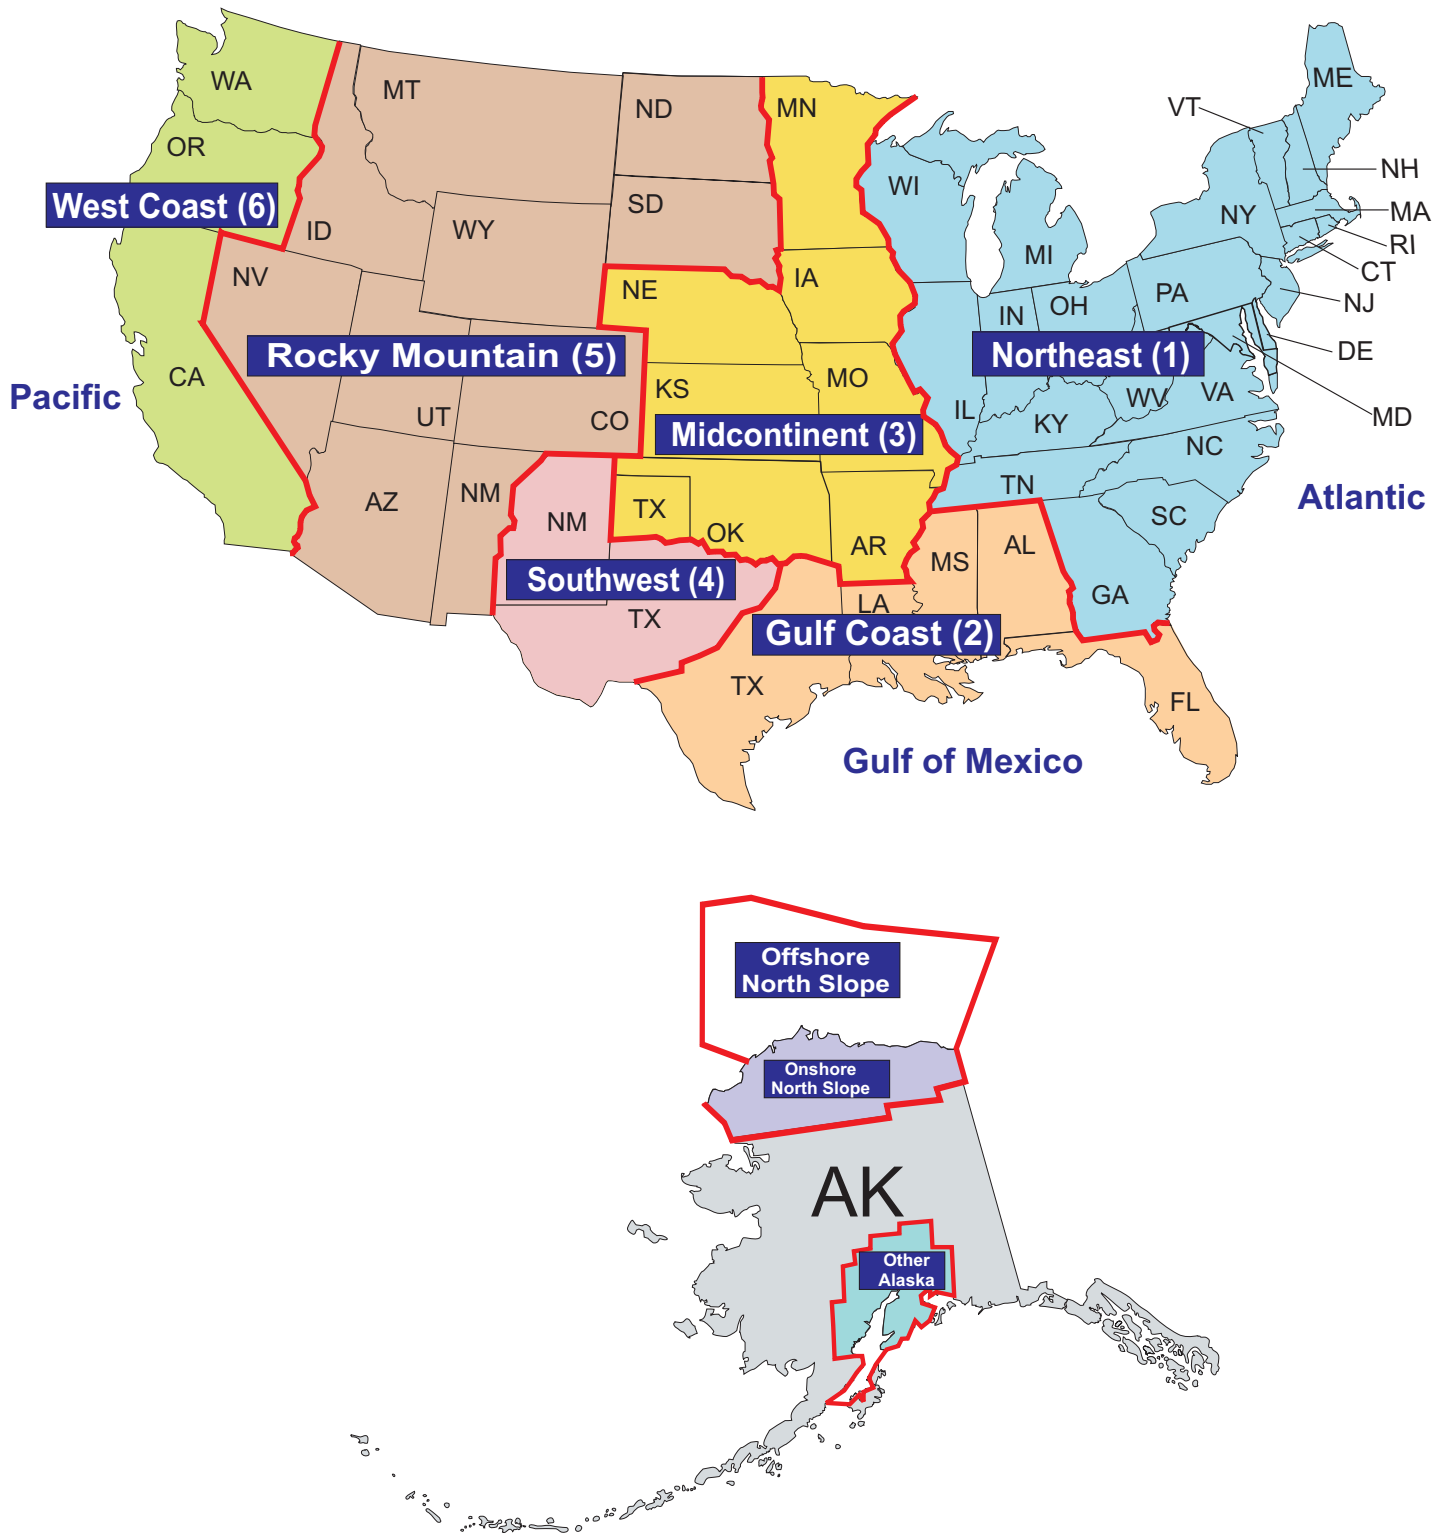 WA
MT
ND
MN
ME
VT
OR
NH
WI
West Coast (6)
SD
MA
NY
ID
WY
RI
MI
CT
NV
NE
IA
PA
NJ
IN
OH
Rocky Mountain (5)
Northeast (1)
DE
Pacific
CA
KS
MO
WV
VA
MD
UT
CO
IL
KY
Midcontinent (3)
NC
TN
Atlantic
AZ
NM
NM
TX
SC
OK
AR
AL
MS
Southwest (4)
GA
LA
TX
Gulf Coast (2)
TX
FL
Gulf of Mexico
Offshore
North Slope
Onshore
North Slope
AK
Other
Alaska